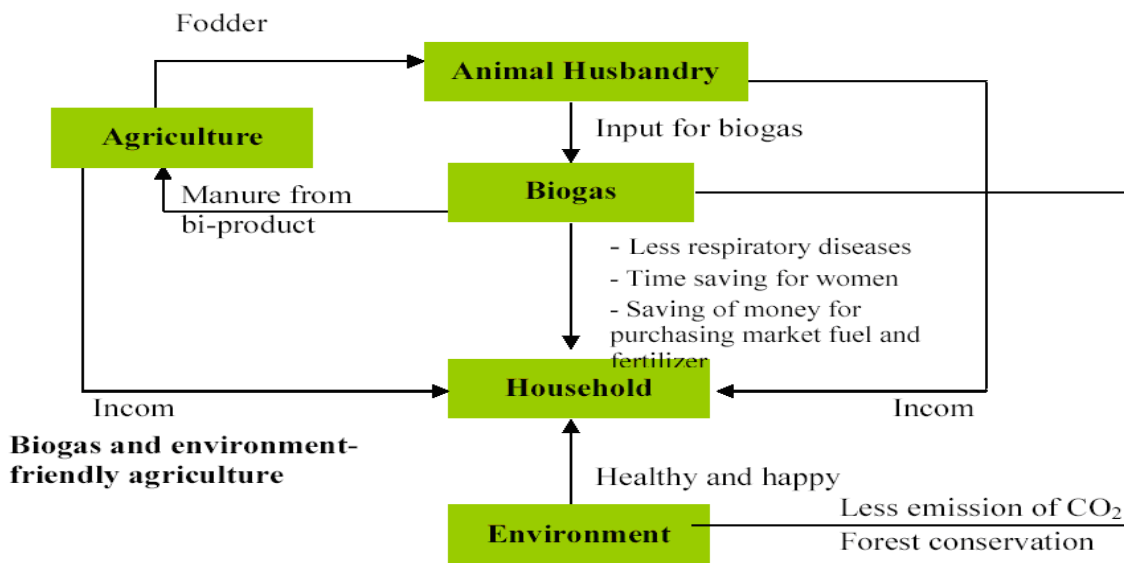 Fodder
Animal Husbandry
Agriculture
Input for biogas
Manure from
bi-product
Biogas
- Less respiratory diseases
- Time saving for women
- Saving of money for
purchasing market fuel and
fertilizer
Household
Incom
Incom
Biogas and environment-
friendly agriculture
Healthy and happy
Environment
Less emission of CO₂
Forest conservation